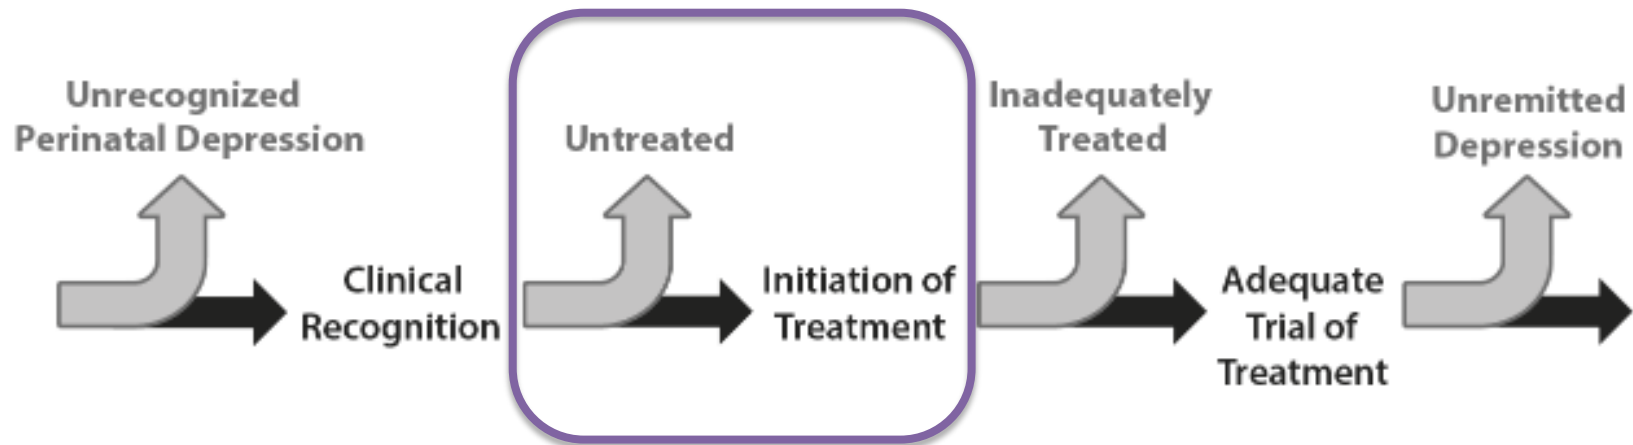 Unrecognized
Perinatal Depression
Clinical
Recognition
Untreated
Initiation of
Treatment
Inadequately
Treated
Adequate
Trial of
Treatment
Unremitted
Depression